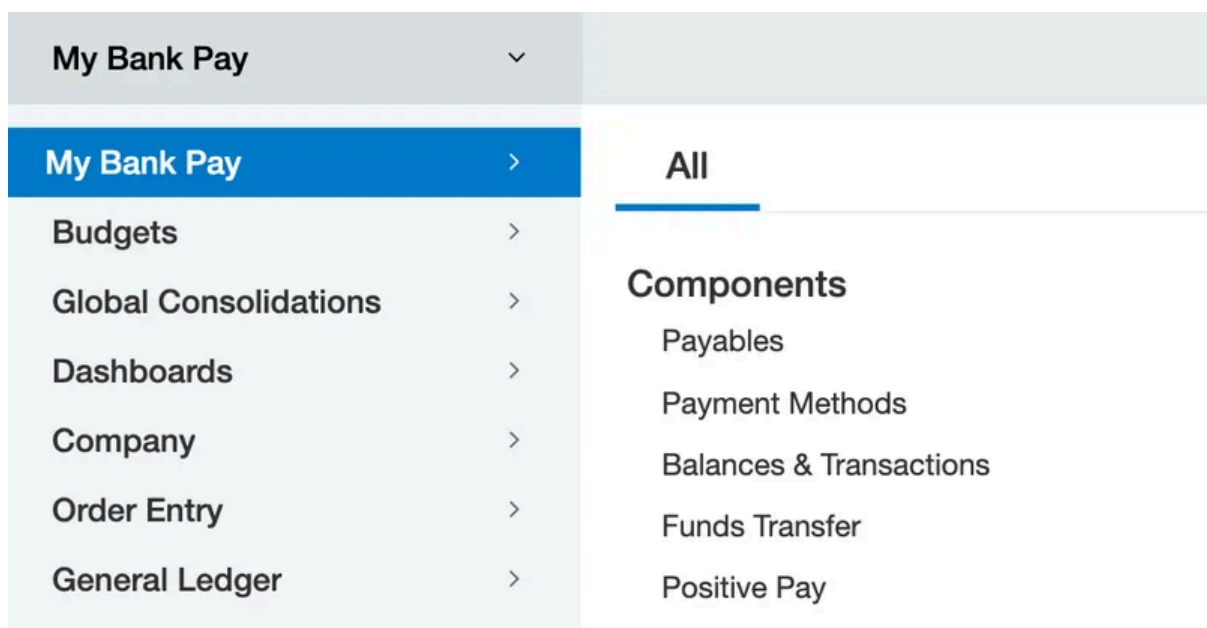 My Bank Pay
My Bank Pay
Budgets
Global Consolidations
Dashboards
Company
Order Entry
General Ledger
All
Components
Payables
Payment Methods
Balances & Transactions
Funds Transfer
Positive Pay